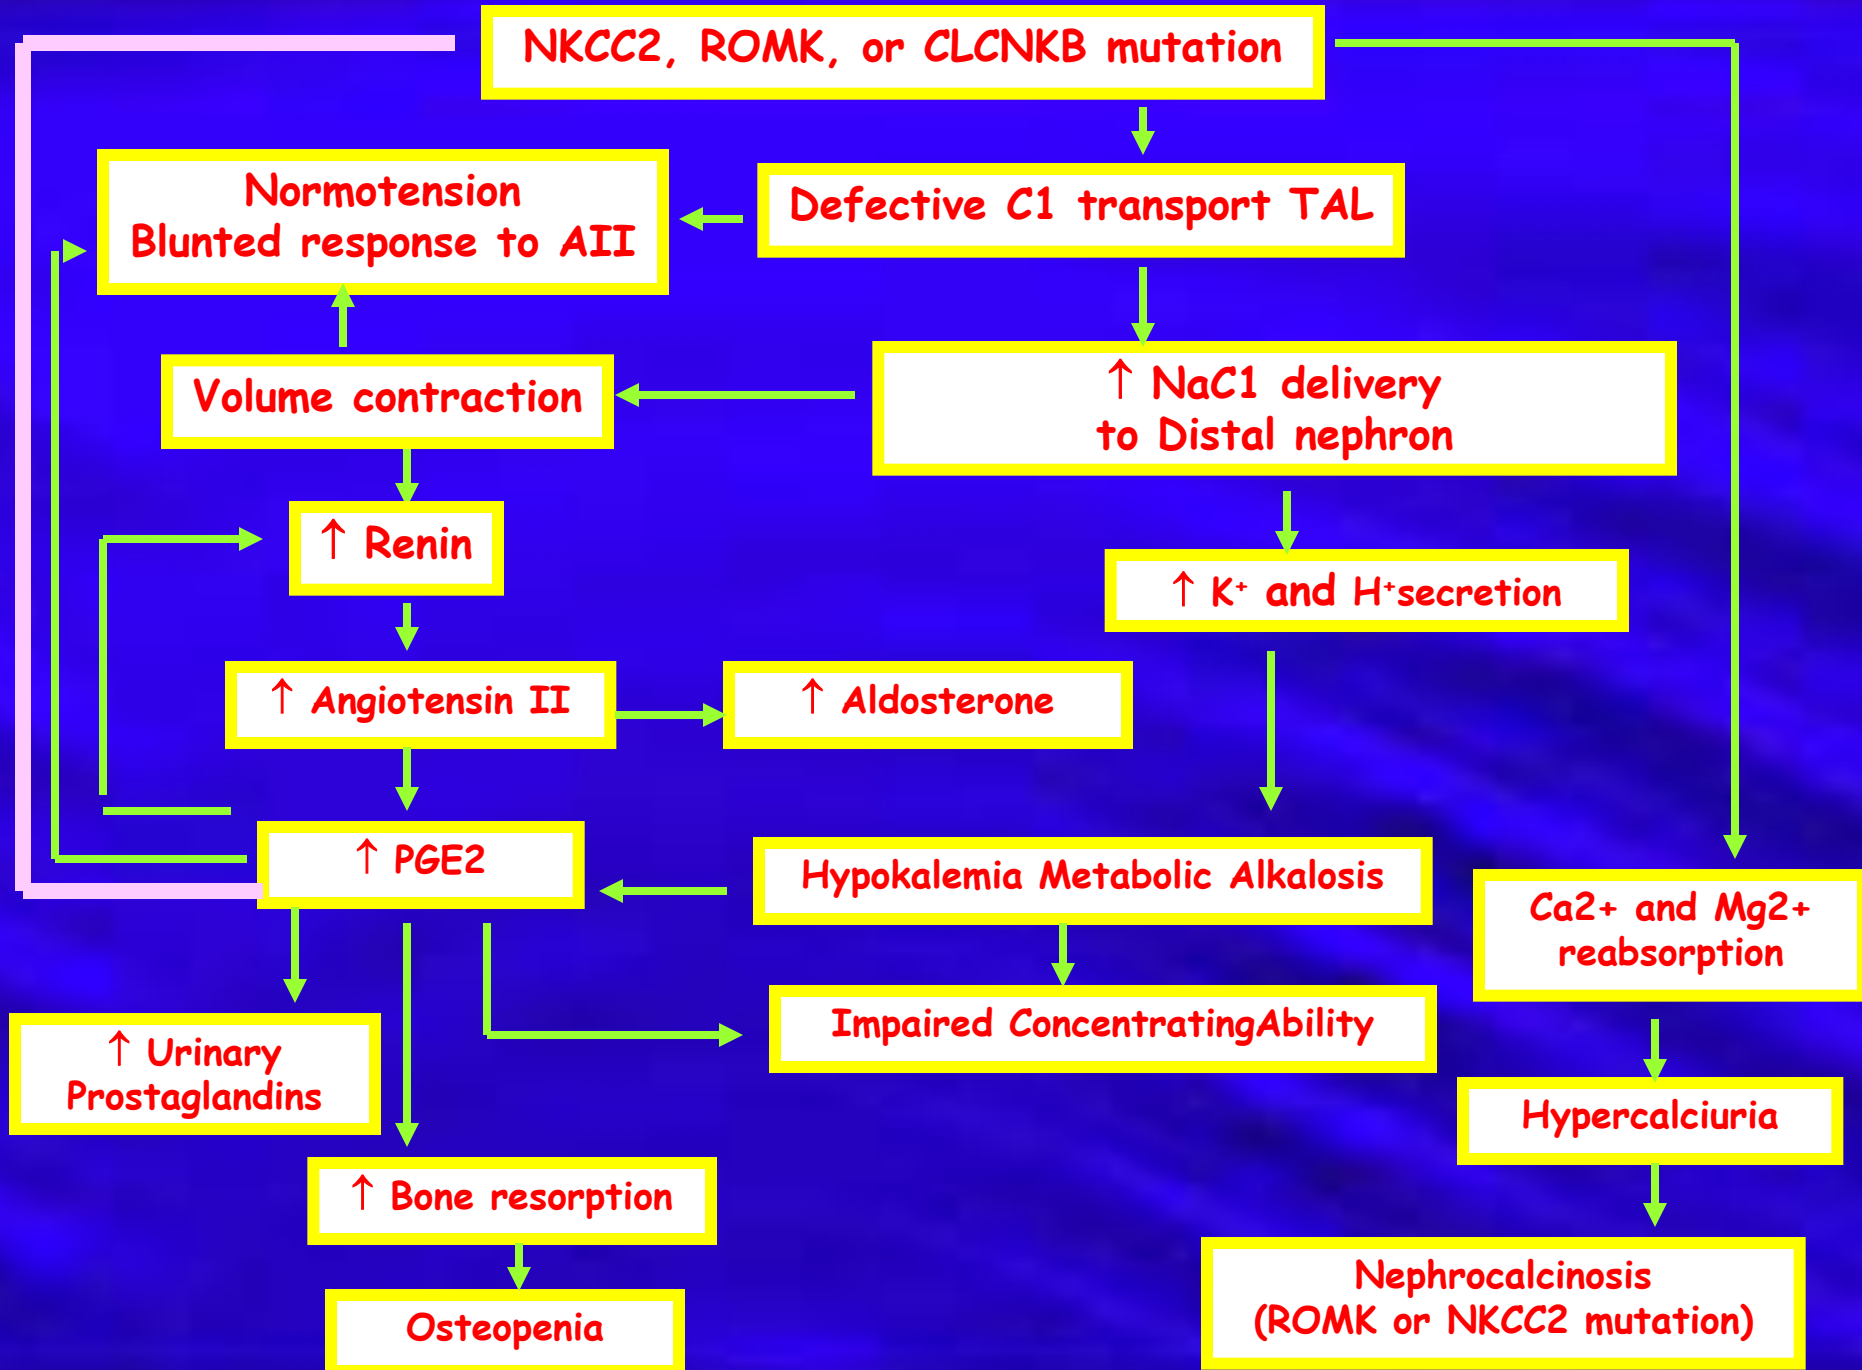 NKCC2, ROMK, or CLCNKB mutation
Normotension
Blunted response to AII
Defective C1 transport TAL
Volume contraction
↑ NaC1 delivery
to Distal nephron
↑ Renin
↑ K⁺ and H⁺secretion
↑ Angiotensin II
↑ Aldosterone
↑ PGE2
Hypokalemia Metabolic Alkalosis
Ca2+ and Mg2+
reabsorption
↑ Urinary
Prostaglandins
Impaired ConcentratingAbility
Hypercalciuria
↑ Bone resorption
Osteopenia
Nephrocalcinosis
(ROMK or NKCC2 mutation)